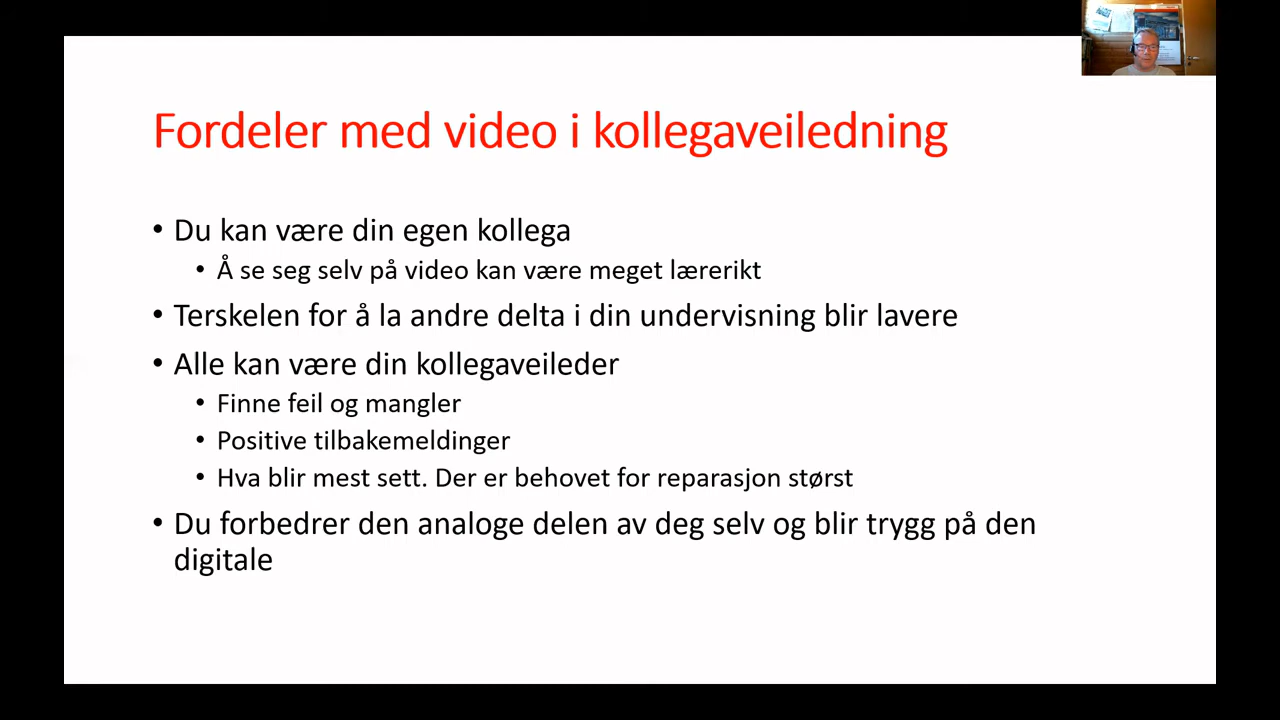 Fordeler med video i kollegaveiledning
• Du kan være din egen kollega
• Å se seg selv på video kan være meget lærerikt
• Terskelen for å la andre delta i din undervisning blir lavere
• Alle kan være din kollegaveileder
• Finne feil og mangler
• Positive tilbakemeldinger
• Hva blir mest sett. Der er behovet for reparasjon størst
• Du forbedrer den analoge delen av deg selv og blir trygg på den
digitale